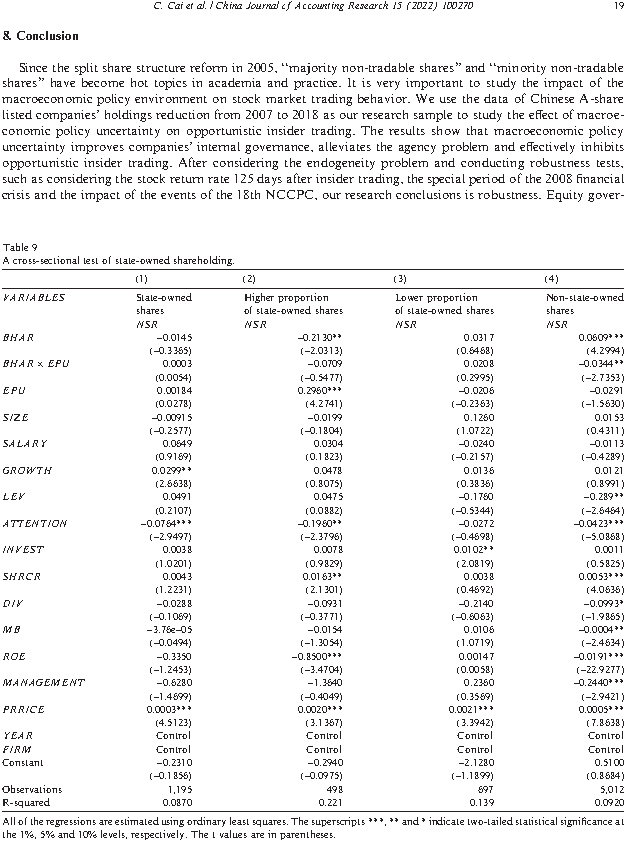 C. Cai et al. / China Journal of Accounting Research 15 (2022) 100270 19
8. Conclusion
Since the split share structure reform in 2005, “majority non-tradable shares” and “minority non-tradable
shares” have become hot topics in academia and practice. It is very important to study the impact of the
macroeconomic policy environment on stock market trading behavior. We use the data of Chinese A-share
listed companies’ holdings reduction from 2007 to 2018 as our research sample to study the effect of macroe-
conomic policy uncertainty on opportunistic insider trading. The results show that macroeconomic policy
uncertainty improves companies’ internal governance, alleviates the agency problem and effectively inhibits
opportunistic insider trading. After considering the endogeneity problem and conducting robustness tests,
such as considering the stock return rate 125 days after insider trading, the special period of the 2008 financial
crisis and the impact of the events of the 18th NCCPC, our research conclusions is robustness. Equity gover-
Table 9
A cross-sectional test of state-owned shareholding.
(1) (2) (3) (4)
VARIABLES State-owned Higher proportion Lower proportion Non-state-owned
shares of state-owned shares of state-owned shares shares
NSR NSR NSR NSR
BHAR −0.0145 −0.2130** 0.0317 0.0609***
(−0.3365) (−2.0313) (0.6468) (4.2994)
BHAR × EPU 0.0003 −0.0709 0.0208 −0.0344**
(0.0054) (−0.5477) (0.2995) (−2.7353)
EPU 0.00184 0.2960*** −0.0206 −0.0291
(0.0278) (4.2741) (−0.2363) (−1.5630)
SIZE −0.00915 −0.0199 0.1260 0.0153
(−0.2577) (−0.1804) (1.0722) (0.4311)
SALARY 0.0649 0.0304 −0.0240 −0.0113
(0.9169) (0.1823) (−0.2157) (−0.4289)
GROWTH 0.0299** 0.0478 0.0136 0.0121
(2.6638) (0.8075) (0.3836) (0.8991)
LEV 0.0491 0.0475 −0.1760 −0.289**
(0.2107) (0.0882) (−0.5344) (−2.6464)
ATTENTION −0.0764*** −0.1960** −0.0272 −0.0423***
(−2.9497) (−2.3796) (−0.4698) (−5.0868)
INVEST 0.0038 0.0078 0.0102** 0.0011
(1.0201) (0.9829) (2.0819) (0.5825)
SHRCR 0.0043 0.0163** 0.0038 0.0053***
(1.2231) (2.1301) (0.4692) (4.0636)
DIV −0.0288 −0.0931 −0.2140 −0.0993*
(−0.1069) (−0.3771) (−0.6063) (−1.9865)
MB −3.76e−05 −0.0154 0.0106 −0.0004**
(−0.0494) (−1.3054) (1.0719) (−2.4634)
ROE −0.3350 −0.8500*** 0.00147 −0.0191***
(−1.2453) (−3.4704) (0.0058) (−22.9277)
MANAGEMENT −0.6280 −1.3640 0.2360 −0.2440***
(−1.4699) (−0.4049) (0.3569) (−2.9421)
PRRICE 0.0003*** 0.0020*** 0.0021*** 0.0005***
(4.5123) (3.1367) (3.3942) (7.8638)
YEAR Control Control Control Control
FIRM Control Control Control Control
Constant −0.2310 −0.2940 −2.1280 0.5100
(−0.1856) (−0.0975) (−1.1899) (0.8684)
Observations 1,195 498 697 5,012
R-squared 0.0870 0.221 0.139 0.0920
All of the regressions are estimated using ordinary least squares. The superscripts ***, ** and * indicate two-tailed statistical significance at
the 1%, 5% and 10% levels, respectively. The t values are in parentheses.